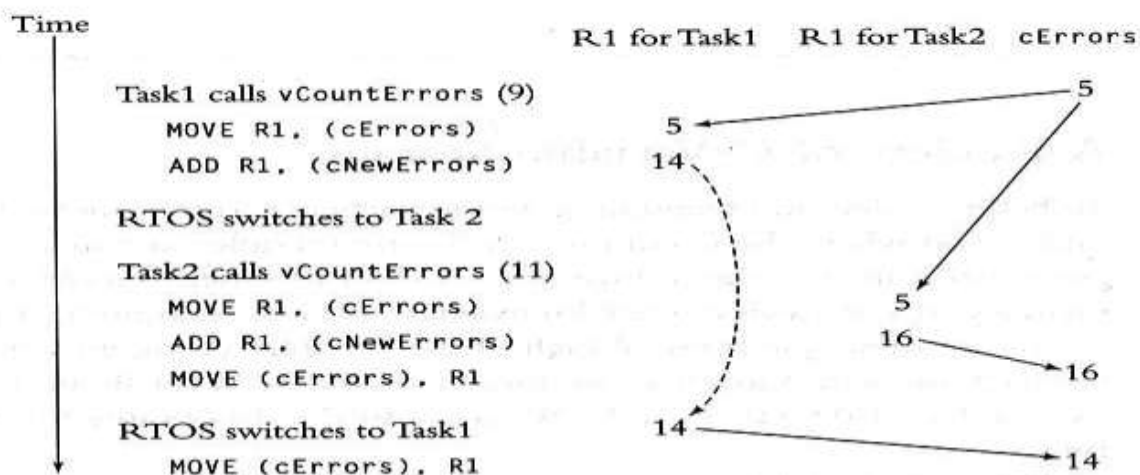 Time
R1 for Task1 R1 for Task2 cErrors
Task1 calls vCountErrors (9) 5
MOVE R1, (cErrors) 5
ADD R1, (cNewErrors) 14
RTOS switches to Task 2
Task2 calls vCountErrors (11)
MOVE R1, (cErrors) 5
ADD R1, (cNewErrors) 16
MOVE (cErrors), R1 16
RTOS switches to Task1 14
MOVE (cErrors), R1 14